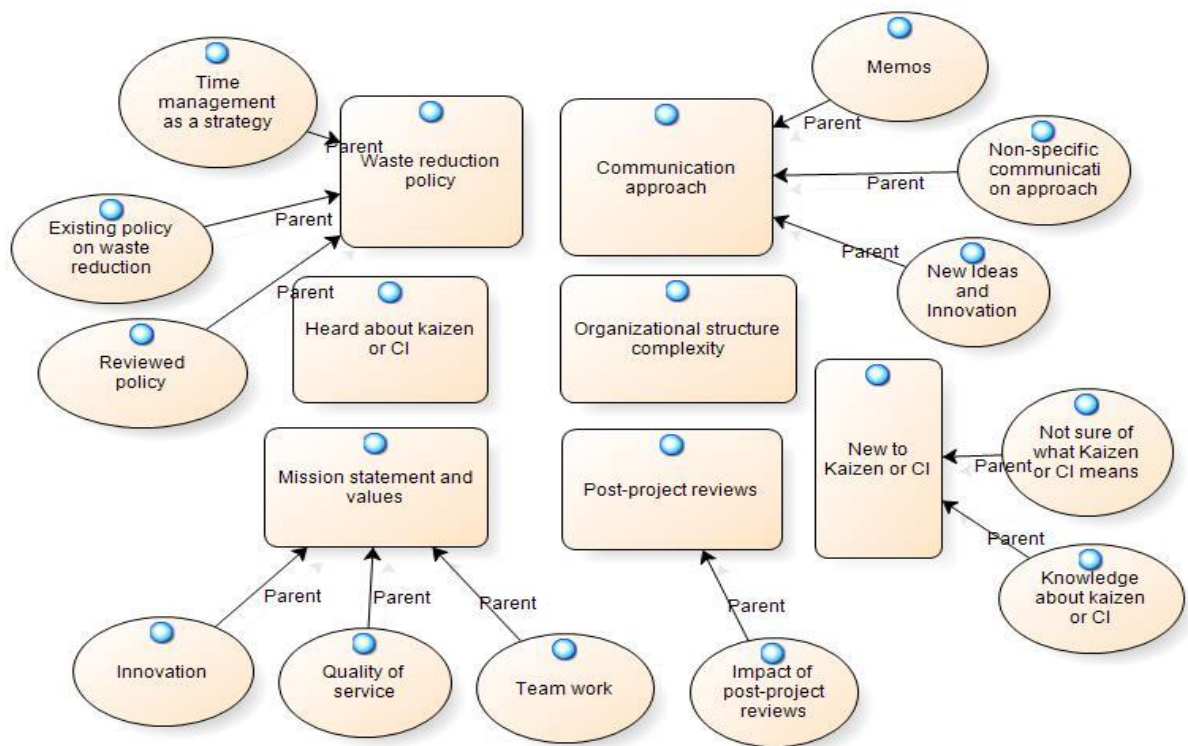 Time
management
as a strategy
Parent
Waste reduction
policy
Existing policy
on waste
reduction
Parent
Reviewed
policy
Parent
Memos
Parent
Communication
approach
Non-specific
communicati
on approach
Parent
New Ideas
and
Innovation
Parent
Heard about kaizen
or CI
Organizational structure
complexity
New to
Kaizen or CI
Not sure of
what Kaizen
or CI means
Parent
Knowledge
about kaizen
or CI
Parent
Mission statement and
values
Post-project reviews
Parent
Parent
Parent
Parent
Innovation
Quality of
service
Team work
Impact of
post-project
reviews